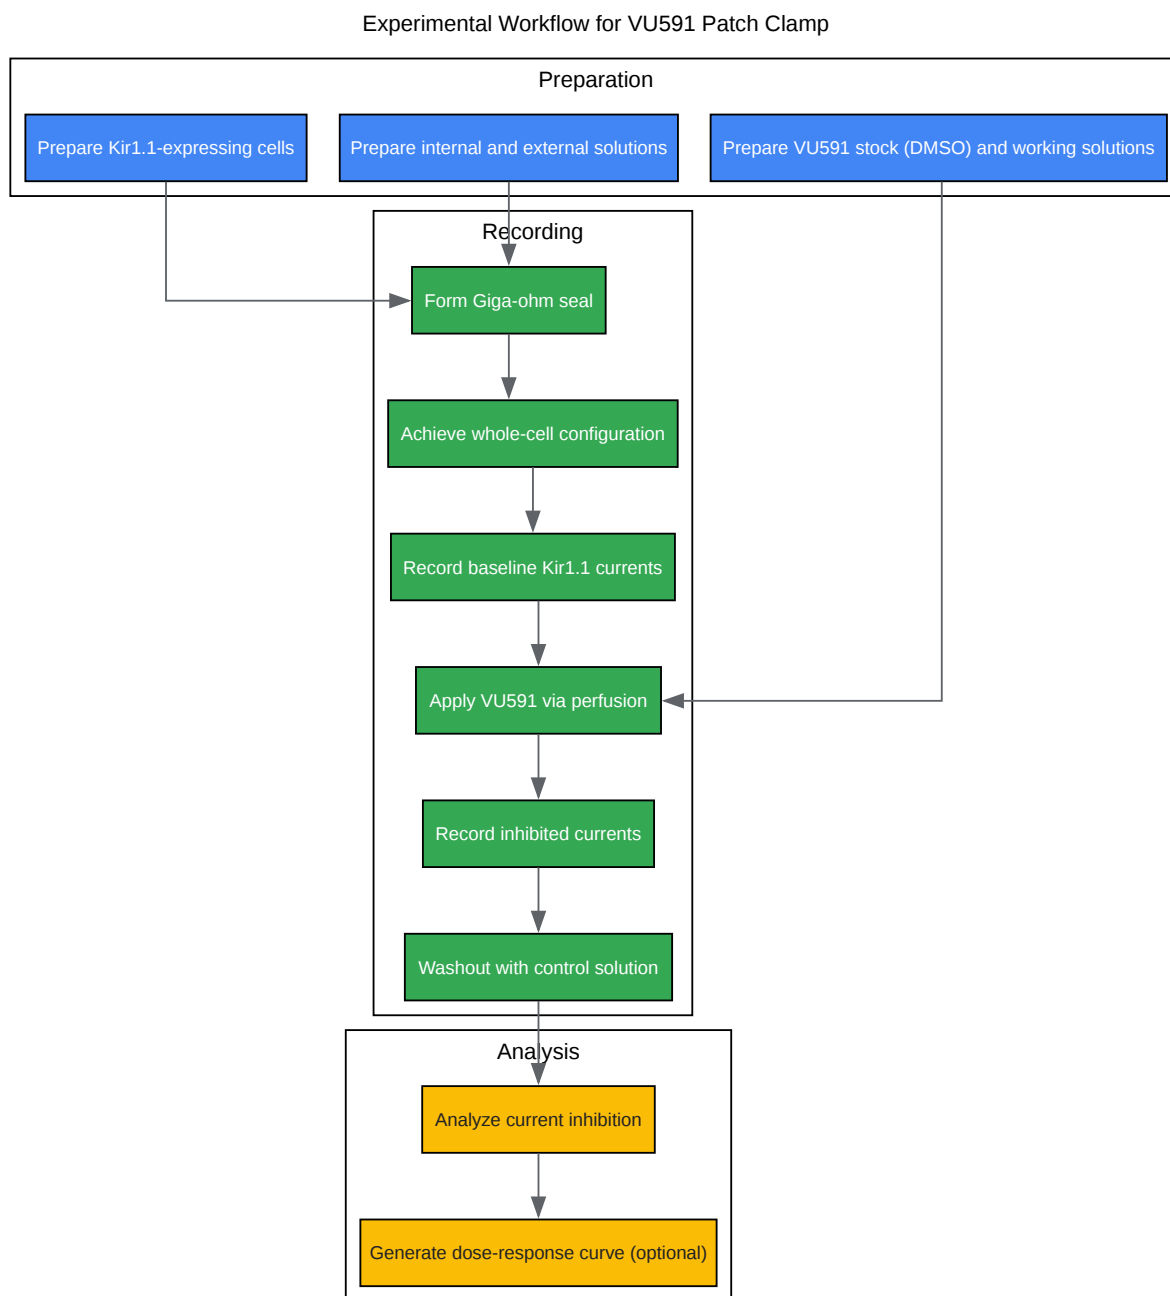 Experimental Workflow for VU591 Patch Clamp
Preparation
Prepare Kir1.1-expressing cells
Prepare internal and external solutions
Prepare VU591 stock (DMSO) and working solutions
Recording
Form Giga-ohm seal
Achieve whole-cell configuration
Record baseline Kir1.1 currents
Apply VU591 via perfusion
Record inhibited currents
Washout with control solution
Analysis
Analyze current inhibition
Generate dose-response curve (optional)